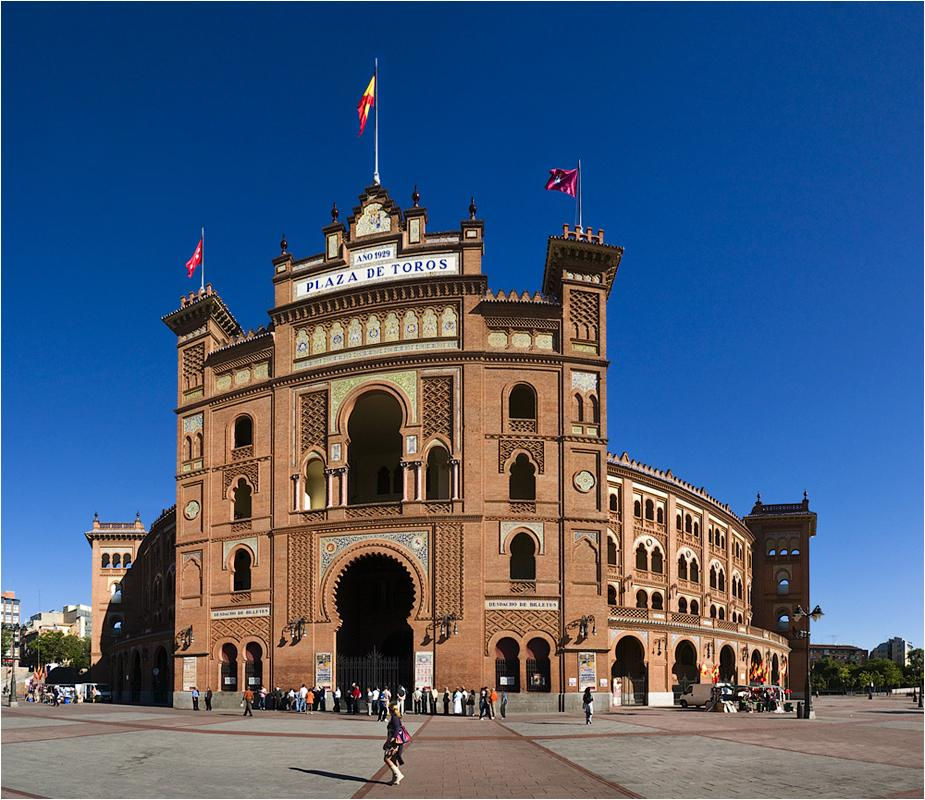 AÑO 1929
PLAZA DE TOROS
DESPACHO DE BILLETES
DESPACHO DE BILLETES